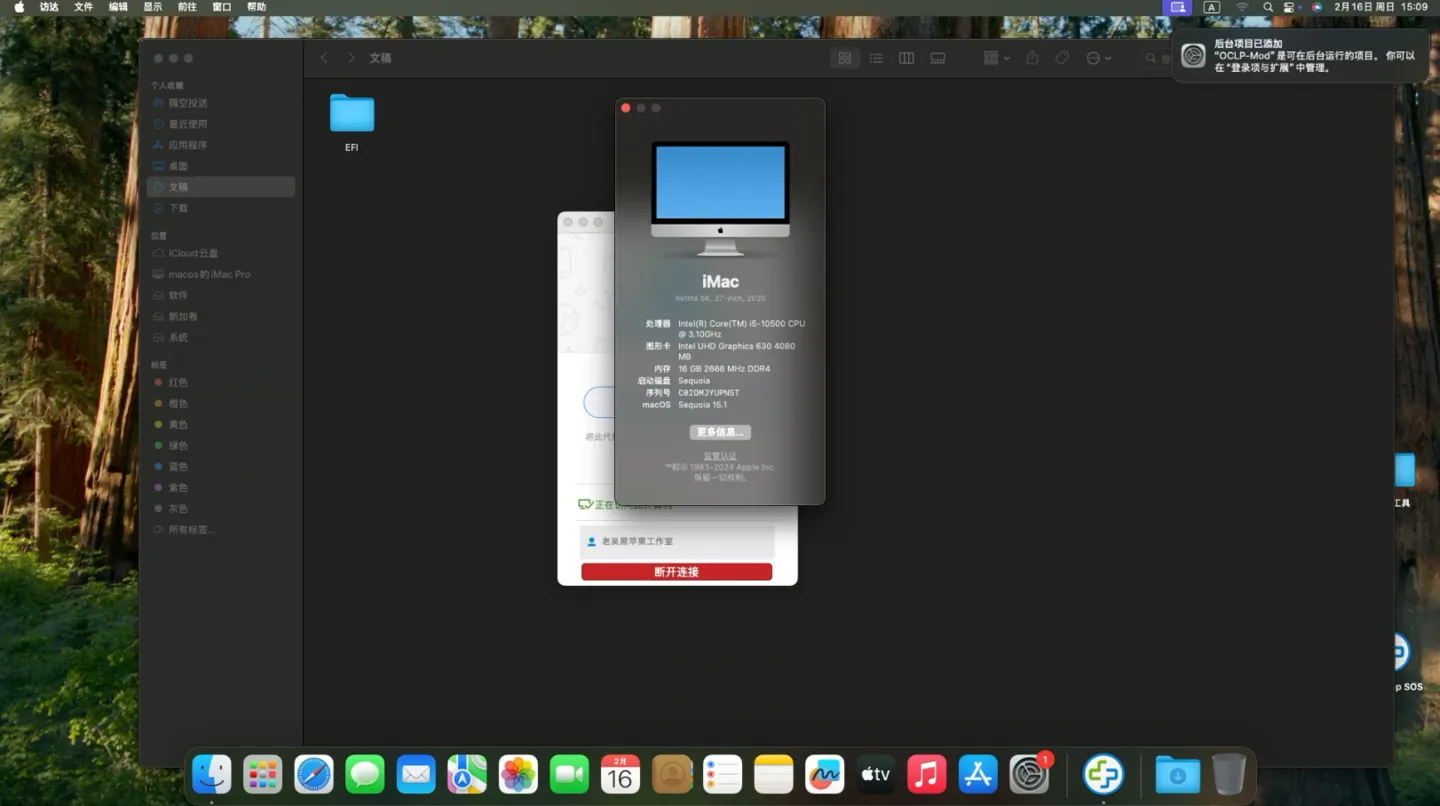 访达 文件 编辑 显示 前往 窗口 帮助
A
2月16日 周日 15:09
后台项目已添加
“OCLP-Mod”是可在后台运行的项目。你可以
在“登录项与扩展”中管理。
文稿
个人收藏
隔空投送
最近使用
应用程序
桌面
文稿
下载
位置
iCloud云盘
macos的iMac Pro
软件
新加卷
系统
标签
红色
橙色
黄色
绿色
蓝色
紫色
灰色
所有标签…
EFI
iMac
Retina 5K, 27-inch, 2020
处理器 Intel(R) Core(TM) i5-10500 CPU
@ 3.10GHz
图形卡 Intel UHD Graphics 630 4080
MB
内存 16 GB 2666 MHz DDR4
启动磁盘 Sequoia
序列号 C02DMJYUPN5T
macOS Sequoia 15.1
更多信息...
监管认证
™和© 1983-2024 Apple Inc.
保留一切权利。
将此代
正在
老吴黑苹果工作室
断开连接
工具
p SOS
2月
16
tv
1